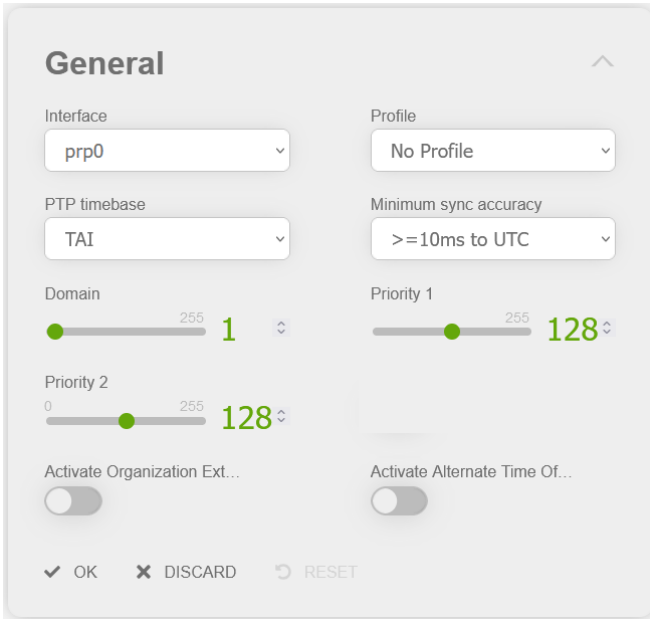 General
Interface Profile
prp0 No Profile
PTP timebase Minimum sync accuracy
TAI >=10ms to UTC
Domain Priority 1
255 1 255 128
Priority 2
0 255 128
Activate Organization Ext... Activate Alternate Time Of...
OK DISCARD RESET